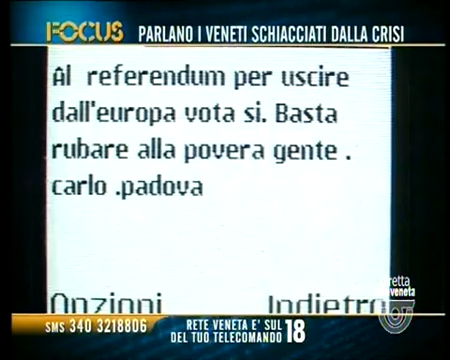 FOCUS PARLANO I VENETI SCHIACCIATI DALLA CRISI
Al referendum per uscire
dall'europa vota si. Basta
rubare alla povera gente .
carlo .padova
Opzioni Indietro
retta
veneta
SMS 340 3218806 RETE VENETA E' SUL
DEL TUO TELECOMANDO 18